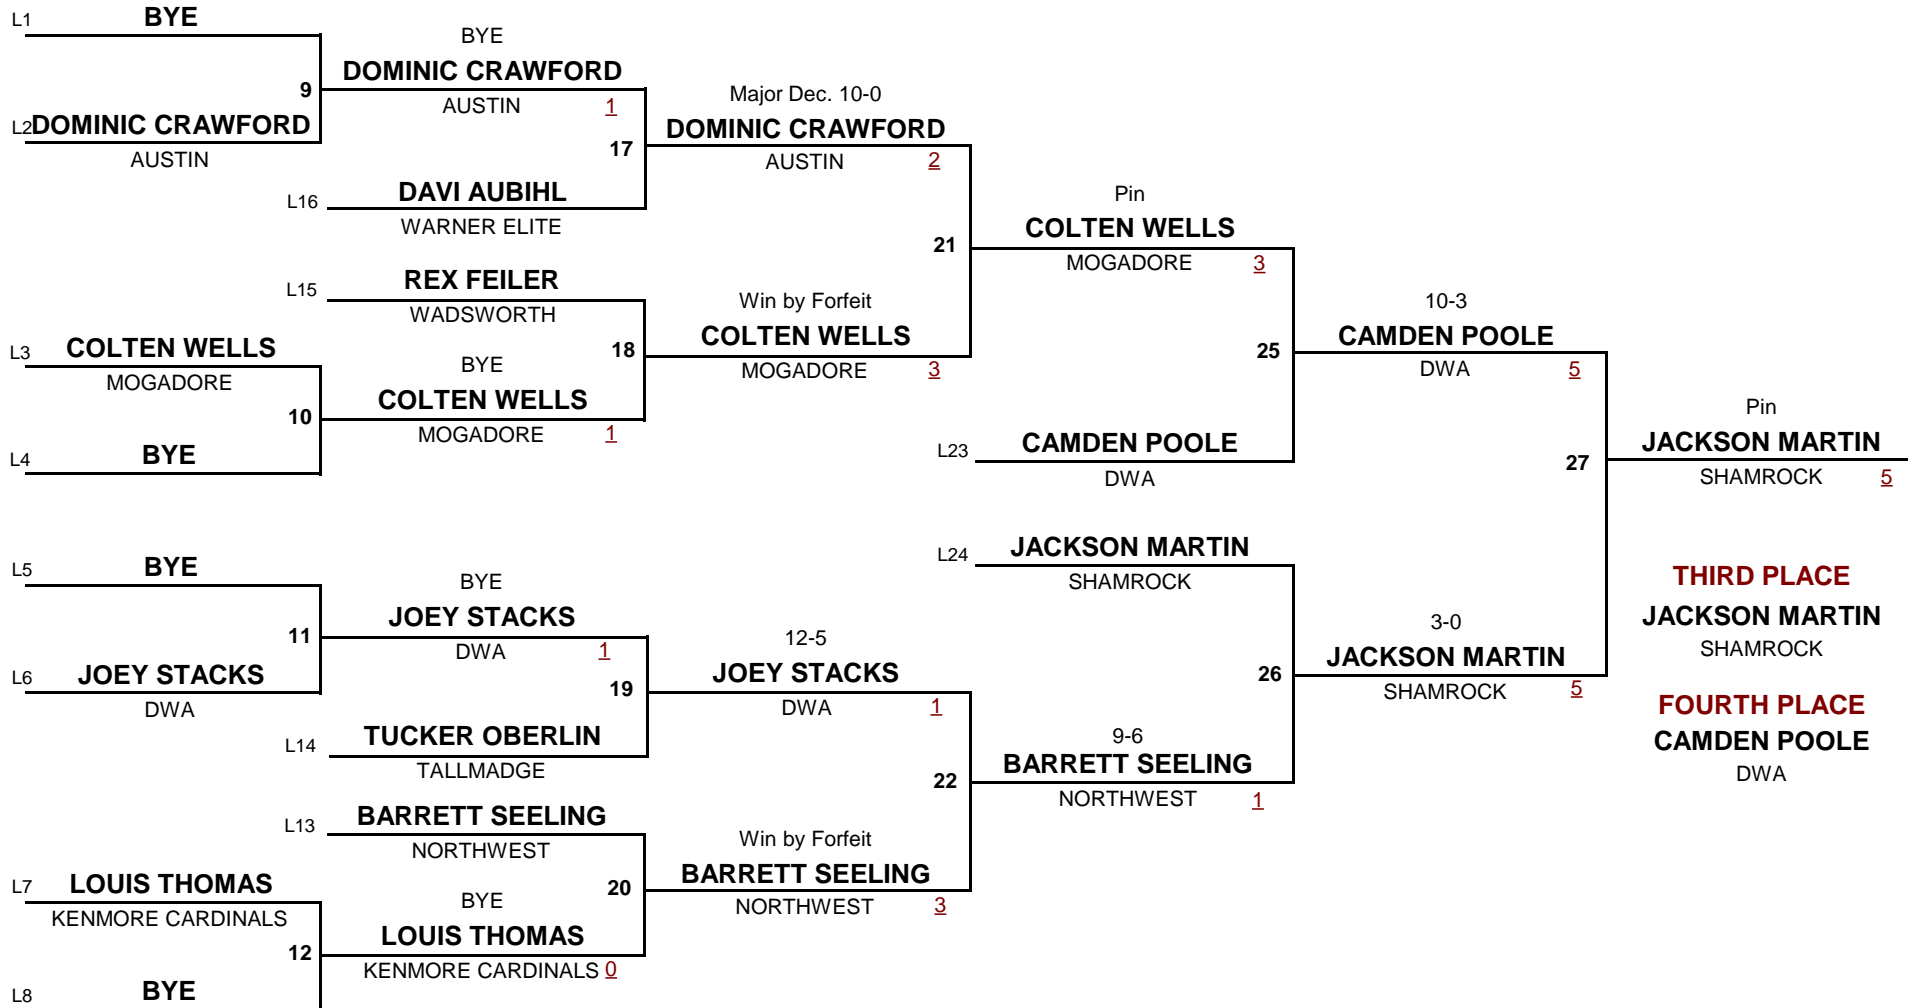 L1 BYE
BYE
DOMINIC CRAWFORD
9
AUSTIN 1
L2 DOMINIC CRAWFORD
AUSTIN
Major Dec. 10-0
DOMINIC CRAWFORD
17
AUSTIN 2
L16 DAVI AUBIHL
WARNER ELITE
Pin
COLTEN WELLS
21
MOGADORE 3
L15 REX FEILER
WADSWORTH
Win by Forfeit
COLTEN WELLS
18
MOGADORE 3
L3 COLTEN WELLS
MOGADORE
BYE
COLTEN WELLS
10
MOGADORE 1
L4 BYE
10-3
CAMDEN POOLE
25
DWA 5
L23 CAMDEN POOLE
DWA
Pin
JACKSON MARTIN
27
SHAMROCK 5
L5 BYE
BYE
JOEY STACKS
11
DWA 1
L6 JOEY STACKS
DWA
12-5
JOEY STACKS
19
DWA 1
L14 TUCKER OBERLIN
TALLMADGE
L24 JACKSON MARTIN
SHAMROCK
3-0
JACKSON MARTIN
26
SHAMROCK 5
9-6
BARRETT SEELING
22
NORTHWEST 1
L13 BARRETT SEELING
NORTHWEST
Win by Forfeit
BARRETT SEELING
20
NORTHWEST 3
L7 LOUIS THOMAS
KENMORE CARDINALS
BYE
LOUIS THOMAS
12
KENMORE CARDINALS 0
L8 BYE
THIRD PLACE
JACKSON MARTIN
SHAMROCK
FOURTH PLACE
CAMDEN POOLE
DWA